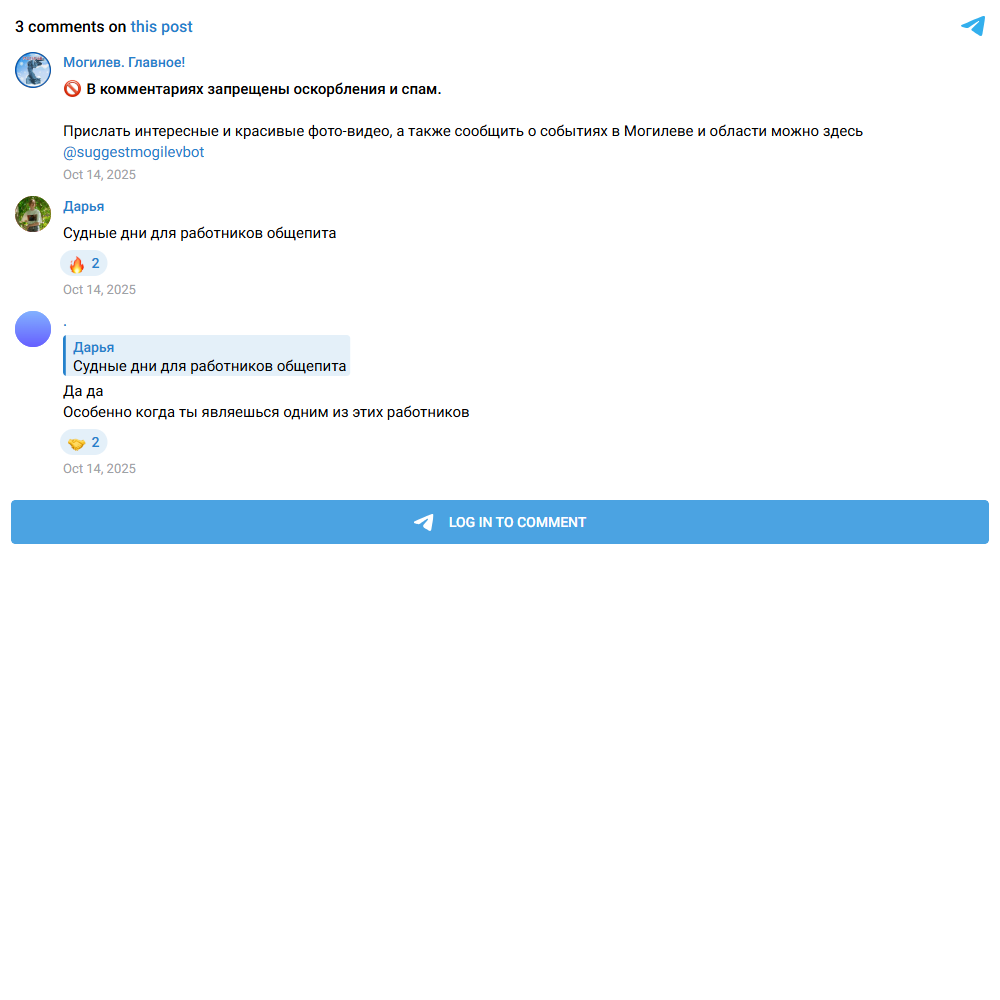 3 comments on this post
Могилев. Главное!
🚫 В комментариях запрещены оскорбления и спам.
Прислать интересные и красивые фото-видео, а также сообщить о событиях в Могилеве и области можно здесь
@suggestmogilevbot
Oct 14, 2025
Дарья
Судные дни для работников общепита
🔥 2
Oct 14, 2025
.
Дарья
Судные дни для работников общепита
Да да
Особенно когда ты являешься одним из этих работников
🤝 2
Oct 14, 2025
LOG IN TO COMMENT